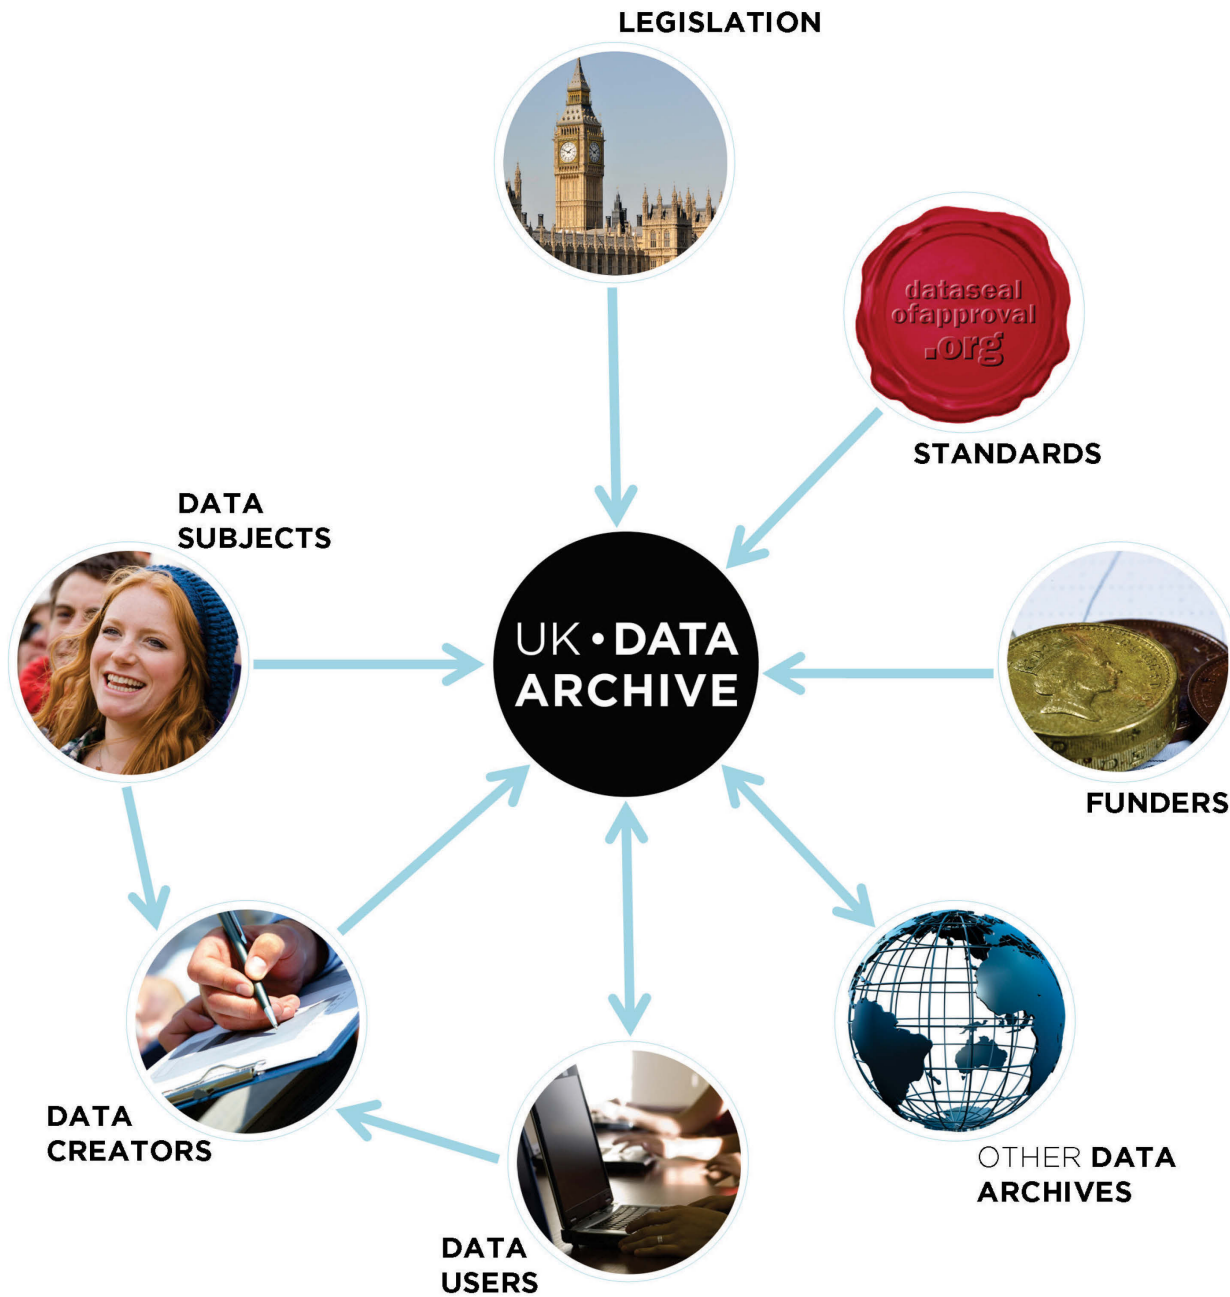 LEGISLATION
dataseal
ofapproval
.org
STANDARDS
DATA
SUBJECTS
UK • DATA
ARCHIVE
FUNDERS
DATA
CREATORS
OTHER DATA
ARCHIVES
DATA
USERS